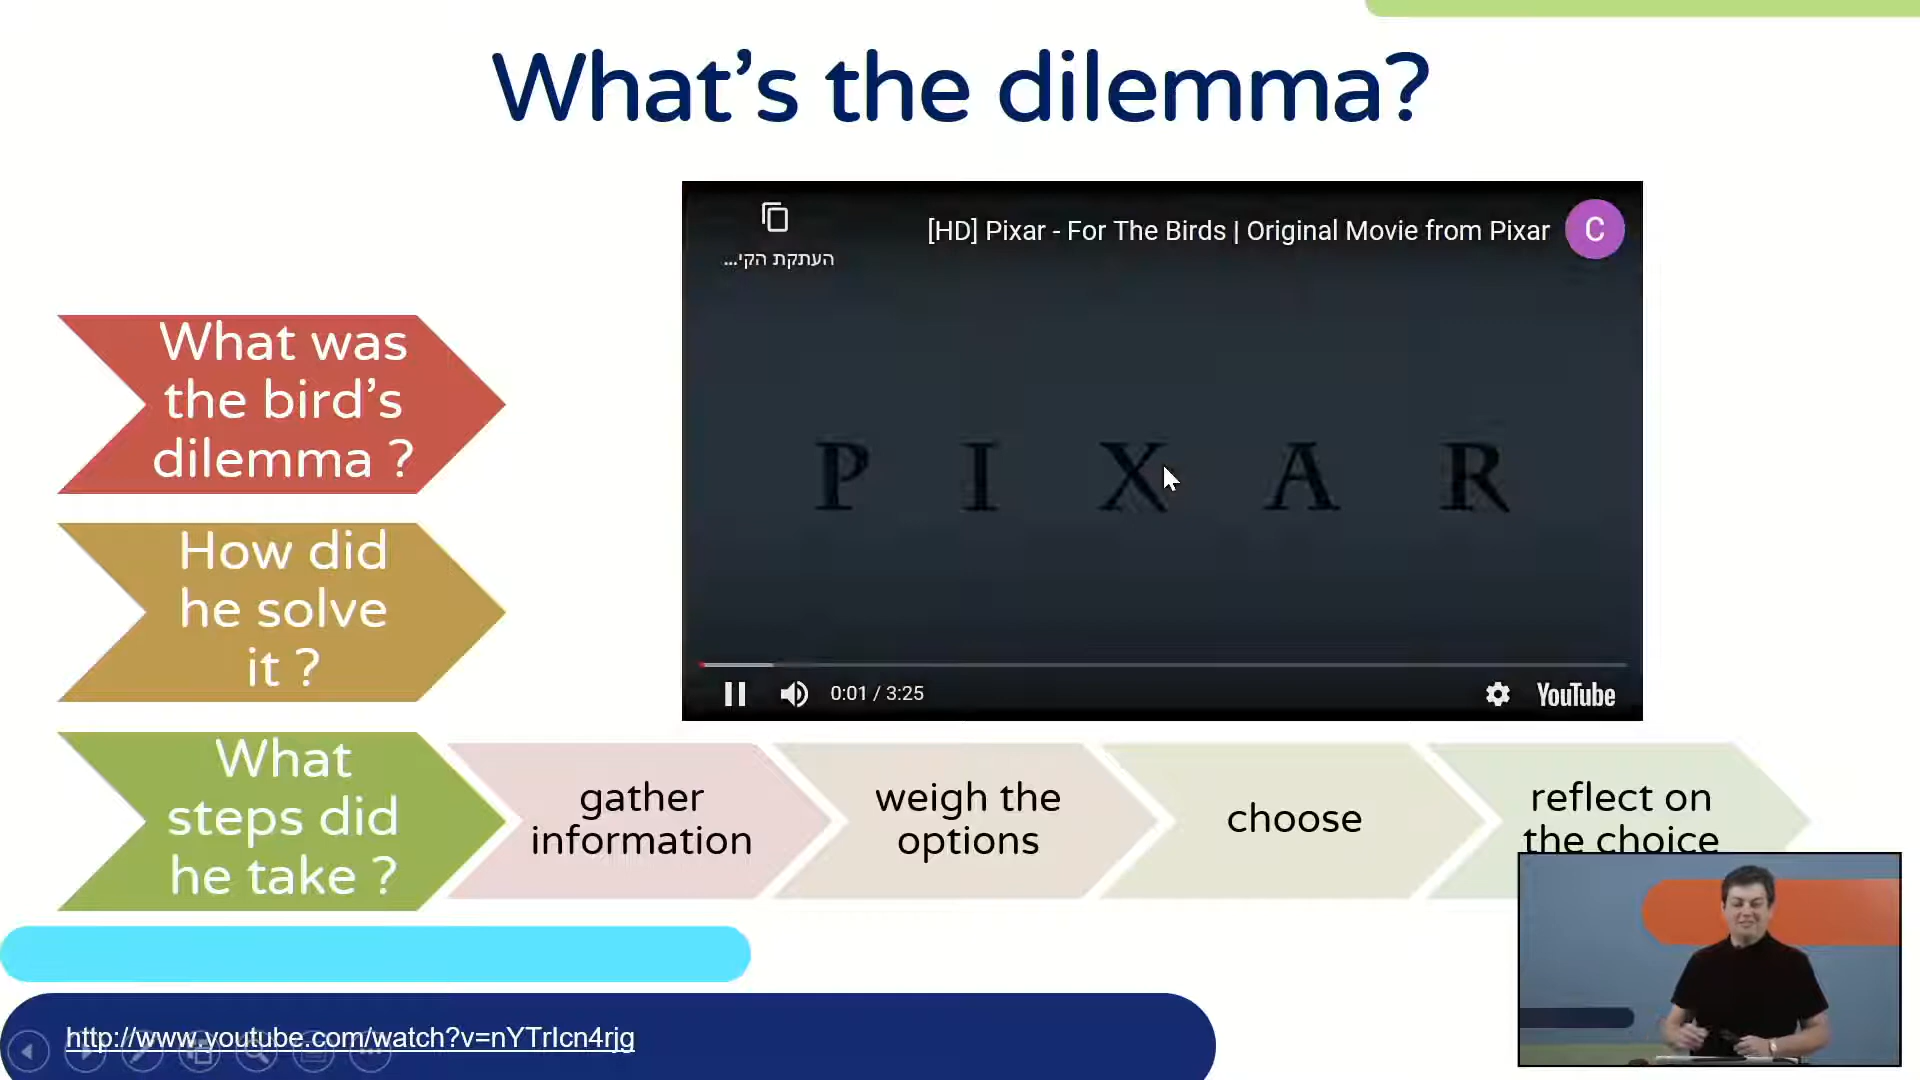 What’s the dilemma?
העתקת הקי...
[HD] Pixar - For The Birds | Original Movie from Pixar
C
PIXAR
0:01 / 3:25
YouTube
What was
the bird’s
dilemma ?
How did
he solve
it ?
What
steps did
he take ?
gather
information
weigh the
options
choose
reflect on
the choice
http://www.youtube.com/watch?v=nYTrIcn4rjg